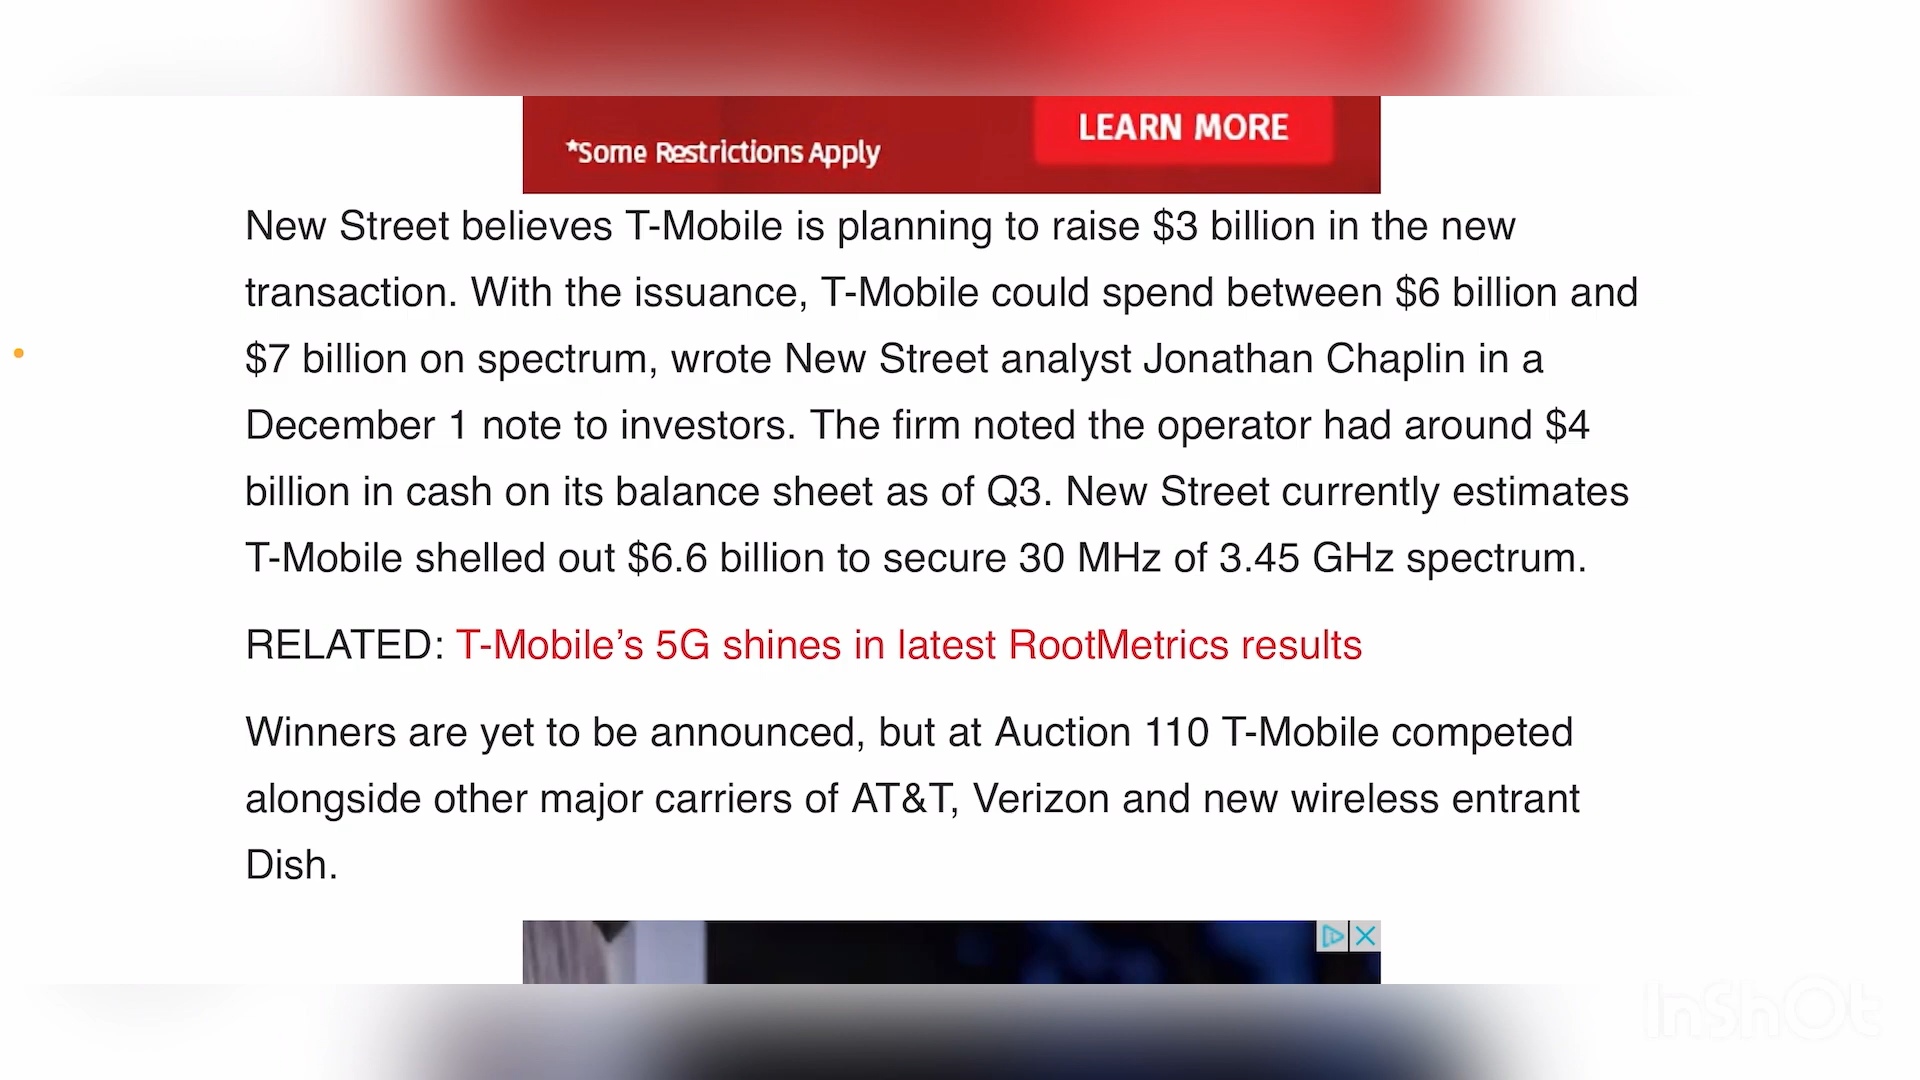 LEARN MORE
*Some Restrictions Apply
New Street believes T-Mobile is planning to raise $3 billion in the new
transaction. With the issuance, T-Mobile could spend between $6 billion and
$7 billion on spectrum, wrote New Street analyst Jonathan Chaplin in a
December 1 note to investors. The firm noted the operator had around $4
billion in cash on its balance sheet as of Q3. New Street currently estimates
T-Mobile shelled out $6.6 billion to secure 30 MHz of 3.45 GHz spectrum.
RELATED: T-Mobile’s 5G shines in latest RootMetrics results
Winners are yet to be announced, but at Auction 110 T-Mobile competed
alongside other major carriers of AT&T, Verizon and new wireless entrant
Dish.
InShOt